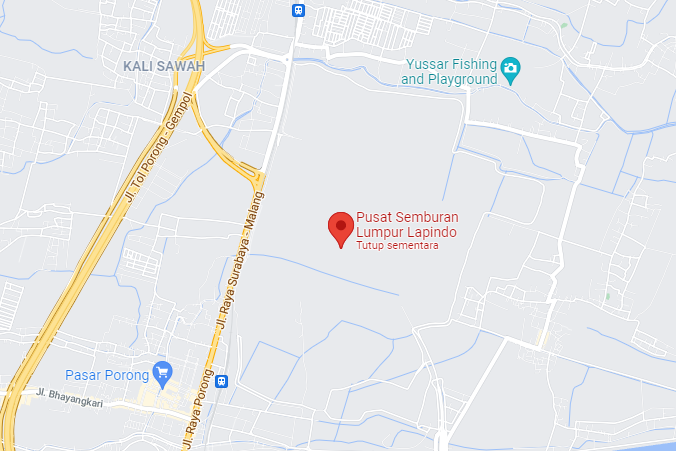 KALI SAWAH
Yussar Fishing
and Playground
Jl. Tol Porong - Gempol
Jl. Raya Surabaya - Malang
Pusat Semburan
Lumpur Lapindo
Tutup sementara
Pasar Porong
Jl. Bhayangkari
Jl. Raya Porong